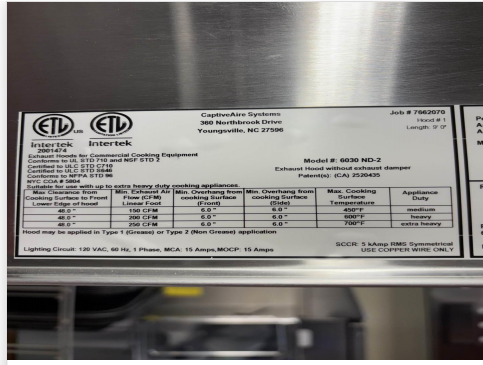 ETL US ETL
Intertek Intertek
2001474
CaptiveAire Systems
360 Northbrook Drive
Youngsville, NC 27596
Job # 7662070
Hood # 1
Length: 9' 0"
Exhaust Hoods for Commercial Cooking Equipment
Conforms to UL STD 710 and NSF STD 2
Certified to ULC STD C710
Certified to ULC STD S646
Conforms to NFPA STD 96
NYC COA # 5804
Suitable for use with up to extra heavy duty cooking appliances.
Model #: 6030 ND-2
Exhaust Hood without exhaust damper
Patent(s): (CA) 2520435
Max Clearance from Cooking Surface to Front Lower Edge of hood | Min. Exhaust Air Flow (CFM) Linear Foot | Min. Overhang from cooking Surface (Front) | Min. Overhang from cooking Surface (Side) | Max. Cooking Surface Temperature | Appliance Duty
48.0 " 150 CFM 6.0 " 6.0 " 450°F medium
48.0 " 200 CFM 6.0 " 6.0 " 600°F heavy
48.0 " 250 CFM 6.0 " 6.0 " 700°F extra heavy
Hood may be applied in Type 1 (Grease) or Type 2 (Non Grease) application
Lighting Circuit: 120 VAC, 60 Hz, 1 Phase, MCA: 15 Amps,MOCP: 15 Amps
SCCR: 5 kAmp RMS Symmetrical
USE COPPER WIRE ONLY